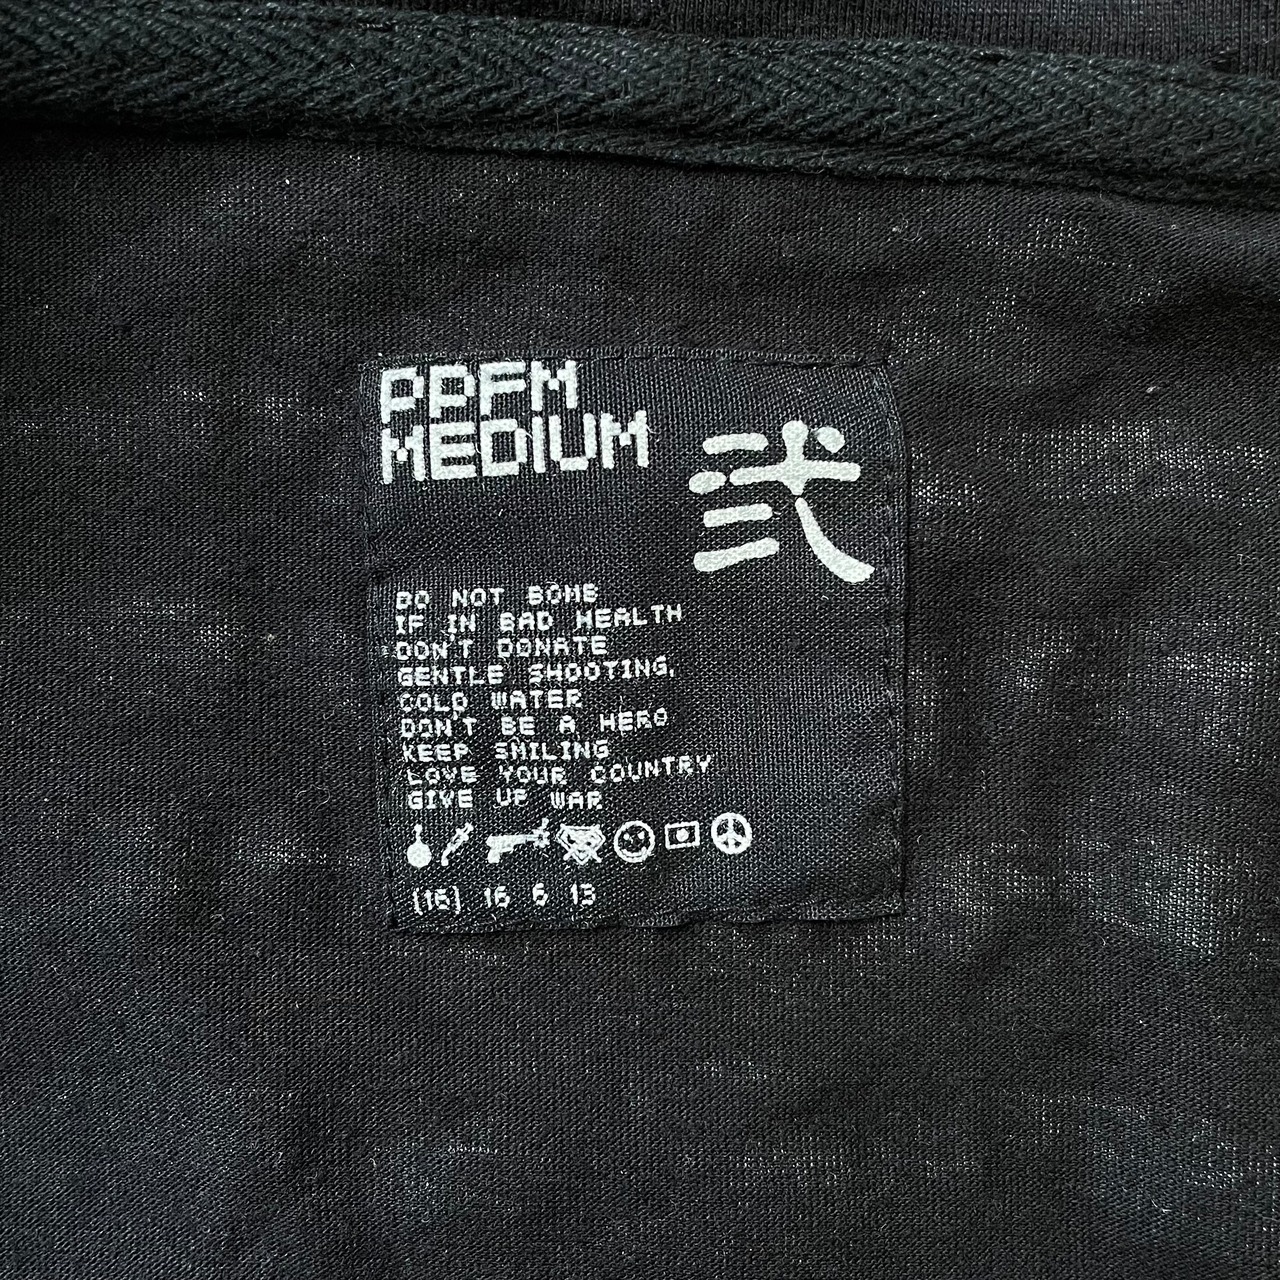 PPFM
MEDIUM
弐
DO NOT BOMB
IF IN BAD HEALTH
DON'T DONATE
GENTLE SHOOTING,
COLD WATER
DON'T BE A HERO
KEEP SMILING
LOVE YOUR COUNTRY
GIVE UP WAR
(16) 16 6 13